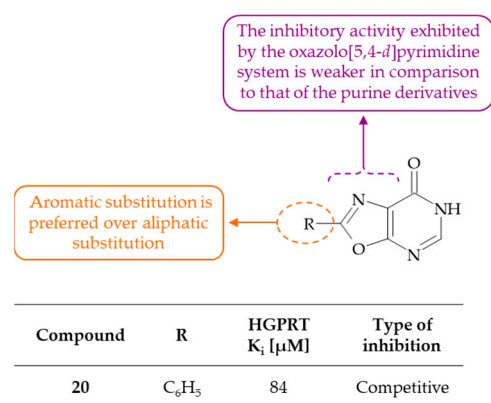 The inhibitory activity exhibited
by the oxazolo[5,4-d]pyrimidine
system is weaker in comparison
to that of the purine derivatives
Aromatic substitution is
preferred over aliphatic
substitution
O
N
NH
R
O
N
Compound R HGPRT Kᵢ [µM] Type of inhibition
20 C₆H₅ 84 Competitive